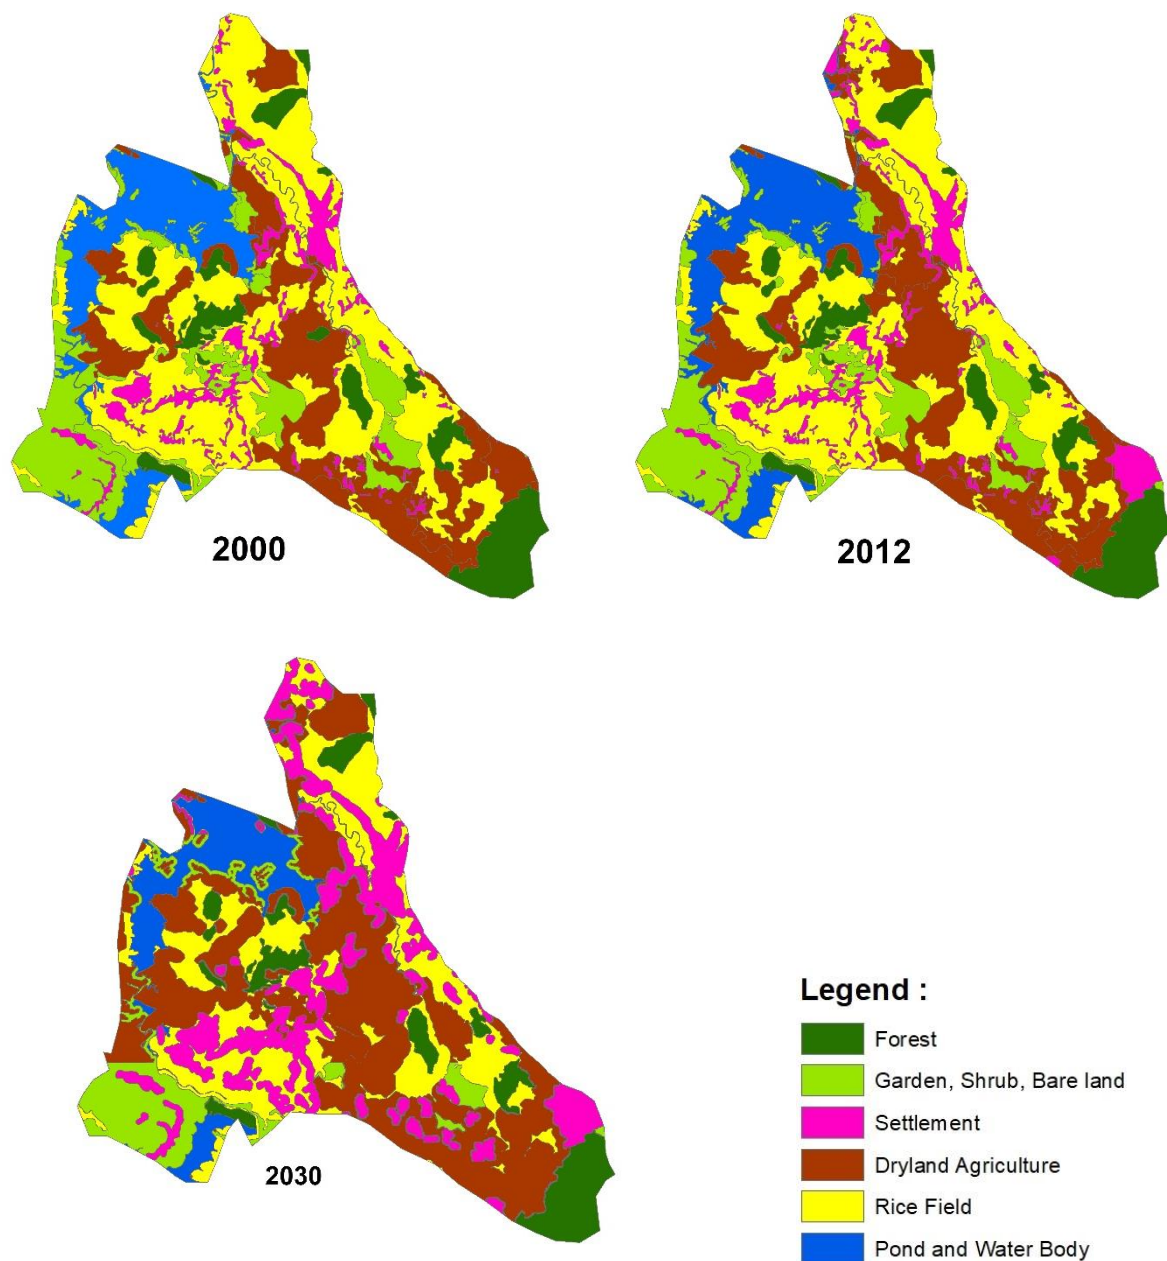 2000
2012
2030
Legend :
Forest
Garden, Shrub, Bare land
Settlement
Dryland Agriculture
Rice Field
Pond and Water Body